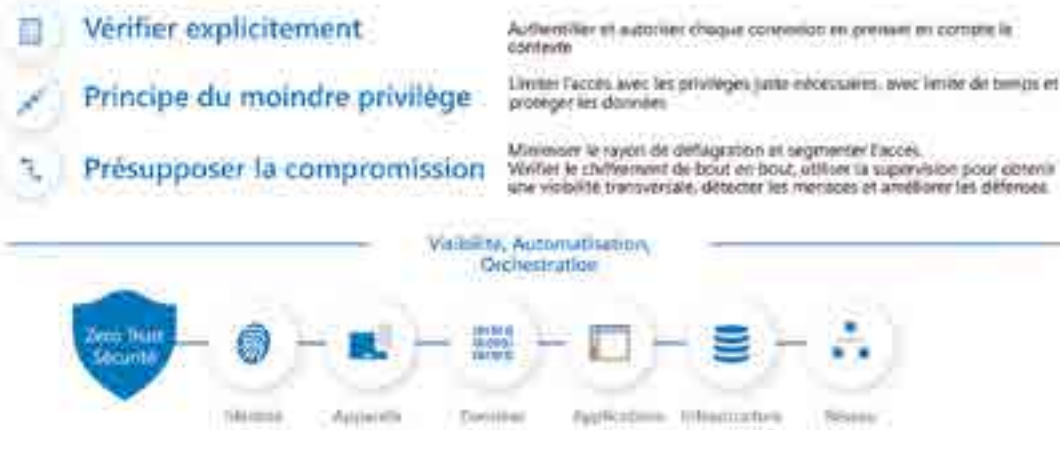 Vérifier explicitement
Authentifier et autoriser chaque connexion en prenant en compte le
contexte
Principe du moindre privilège
Limiter l'accès avec les privilèges juste-nécessaires, avec limite de temps et
protéger les données
Présupposer la compromission
Minimiser le rayon de déflagration et segmenter l'accès.
Vérifier le chiffrement de bout en bout, utiliser la supervision pour obtenir
une visibilité transversale, détecter les menaces et améliorer les défenses.
Visibilité, Automatisation,
Orchestration
Zero Trust
Sécurité
Identité Appareils Données Applications Infrastructure Réseau